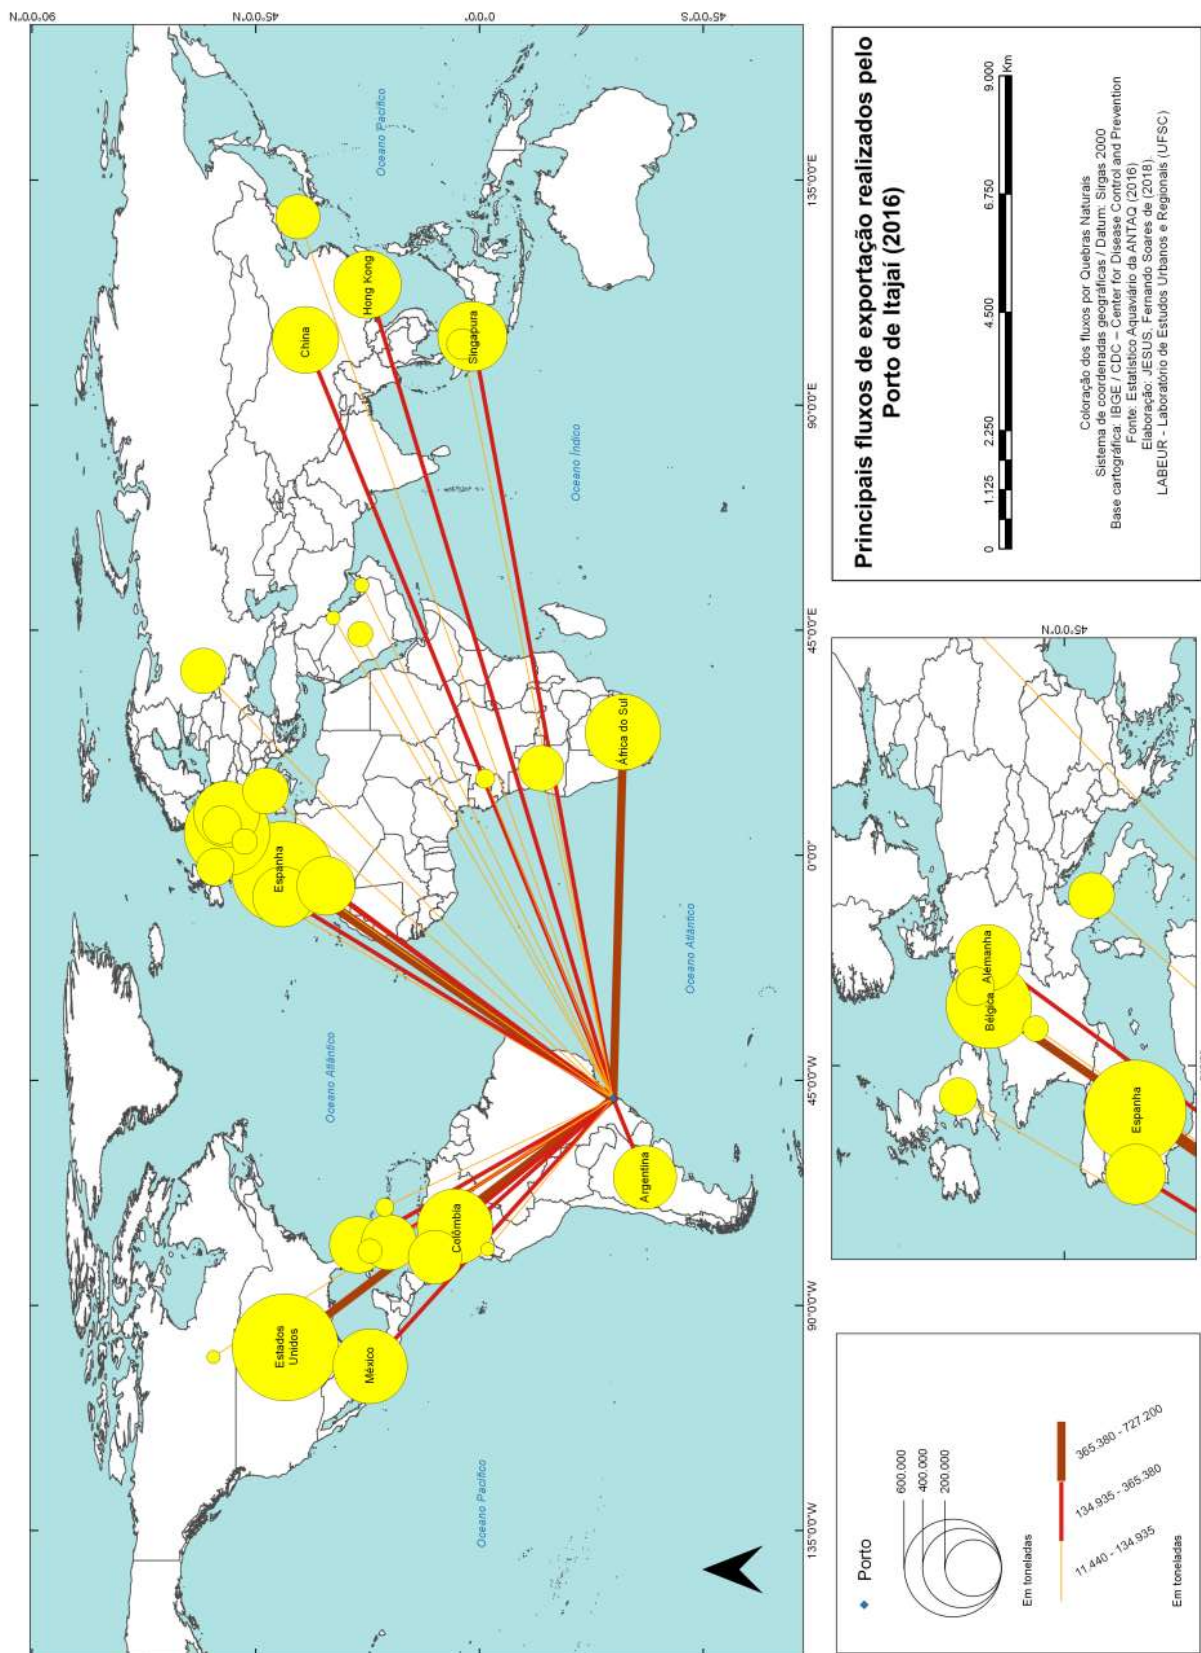 90°0'0"N
45°0'0"N
0°0'0"
45°0'0"S
Oceano Pacífico
Oceano Atlântico
Oceano Atlântico
Oceano Índico
Oceano Pacífico
Estados
Unidos
México
Colômbia
Argentina
Espanha
África do Sul
China
Hong Kong
Singapura
135°0'0"W
90°0'0"W
45°0'0"W
0°0'0"
45°0'0"E
90°0'0"E
135°0'0"E
Porto
600.000
400.000
200.000
Em toneladas
11.440 - 134.935
134.935 - 365.380
365.380 - 727.200
Em toneladas
Bélgica
Alemanha
Espanha
45°0'0"N
Principais fluxos de exportação realizados pelo
Porto de Itajaí (2016)
0
1.125
2.250
4.500
6.750
9.000
Km
Coloração dos fluxos por Quebras Naturais
Sistema de coordenadas geográficas / Datum: Sirgas 2000
Base cartográfica: IBGE / CDC – Center for Disease Control and Prevention
Fonte: Estatístico Aquaviário da ANTAQ (2016)
Elaboração: JESUS, Fernando Soares de (2018).
LABEUR - Laboratório de Estudos Urbanos e Regionais (UFSC)